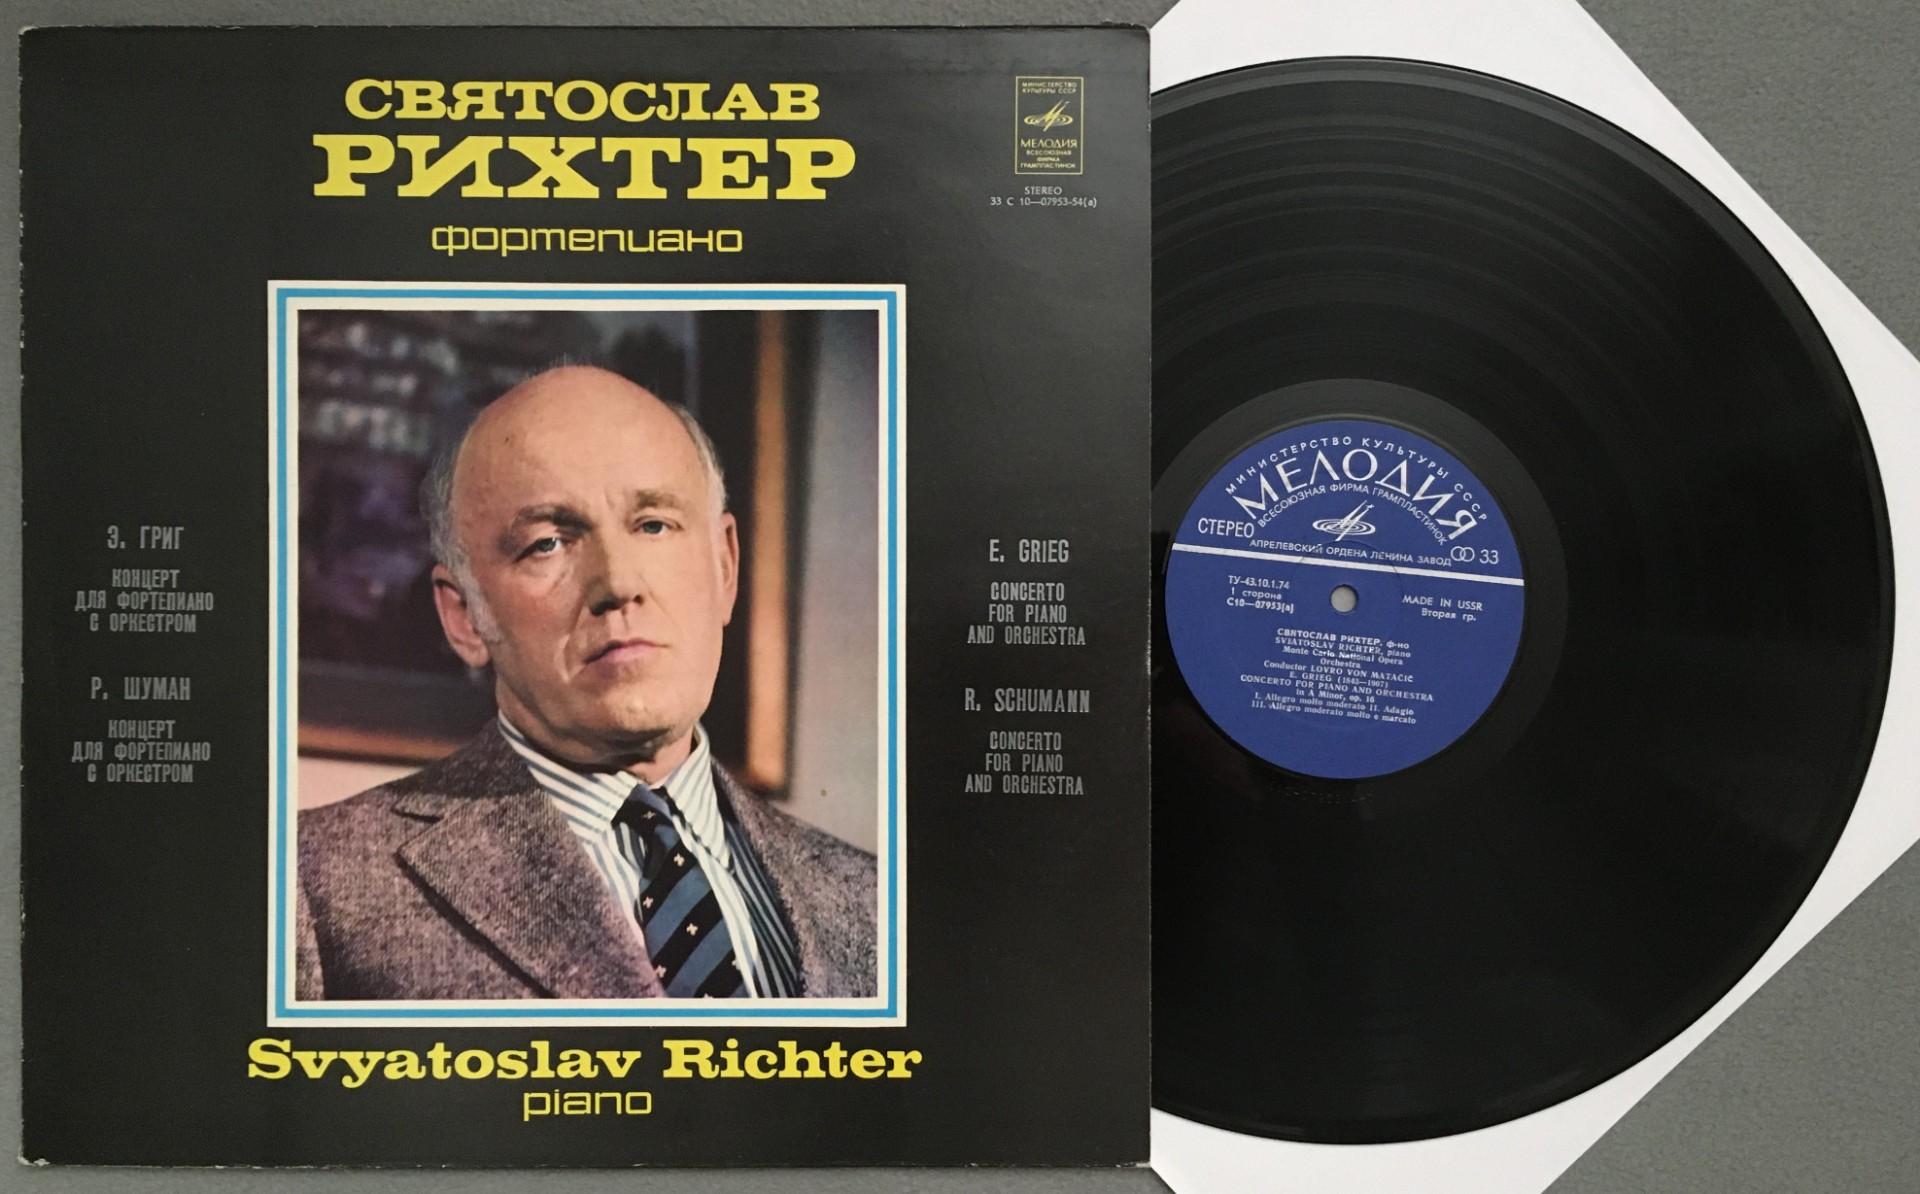 СВЯТОСЛАВ
РИХТЕР
фортепиано
МИНИСТЕРСТВО
КУЛЬТУРЫ СССР
МЕЛОДИЯ
ВСЕСОЮЗНАЯ
ФИРМА
ГРАМПЛАСТИНОК
STEREO
33 С 10—07953-54(а)
Э. ГРИГ
КОНЦЕРТ
ДЛЯ ФОРТЕПИАНО
С ОРКЕСТРОМ
Р. ШУМАН
КОНЦЕРТ
ДЛЯ ФОРТЕПИАНО
С ОРКЕСТРОМ
E. GRIEG
CONCERTO
FOR PIANO
AND ORCHESTRA
R. SCHUMANN
CONCERTO
FOR PIANO
AND ORCHESTRA
Svyatoslav Richter
piano
МИНИСТЕРСТВО КУЛЬТУРЫ СССР
МЕЛОДИЯ
ВСЕСОЮЗНАЯ ФИРМА ГРАМПЛАСТИНОК
СТЕРЕО
33
АПРЕЛЕВСКИЙ ОРДЕНА ЛЕНИНА ЗАВОД
ТУ-43.10.1.74
1 сторона
С10—07953(а)
MADE IN USSR
Вторая гр.
СВЯТОСЛАВ РИХТЕР, ф-но
SVIATOSLAV RICHTER, piano
Monte Carlo National Opera
Orchestra
Conductor LOVRO VON MATAČIĆ
E. GRIEG (1843—1907)
CONCERTO FOR PIANO AND ORCHESTRA
in A Minor, op. 16
I. Allegro molto moderato II. Adagio
III. Allegro moderato molto e marcato